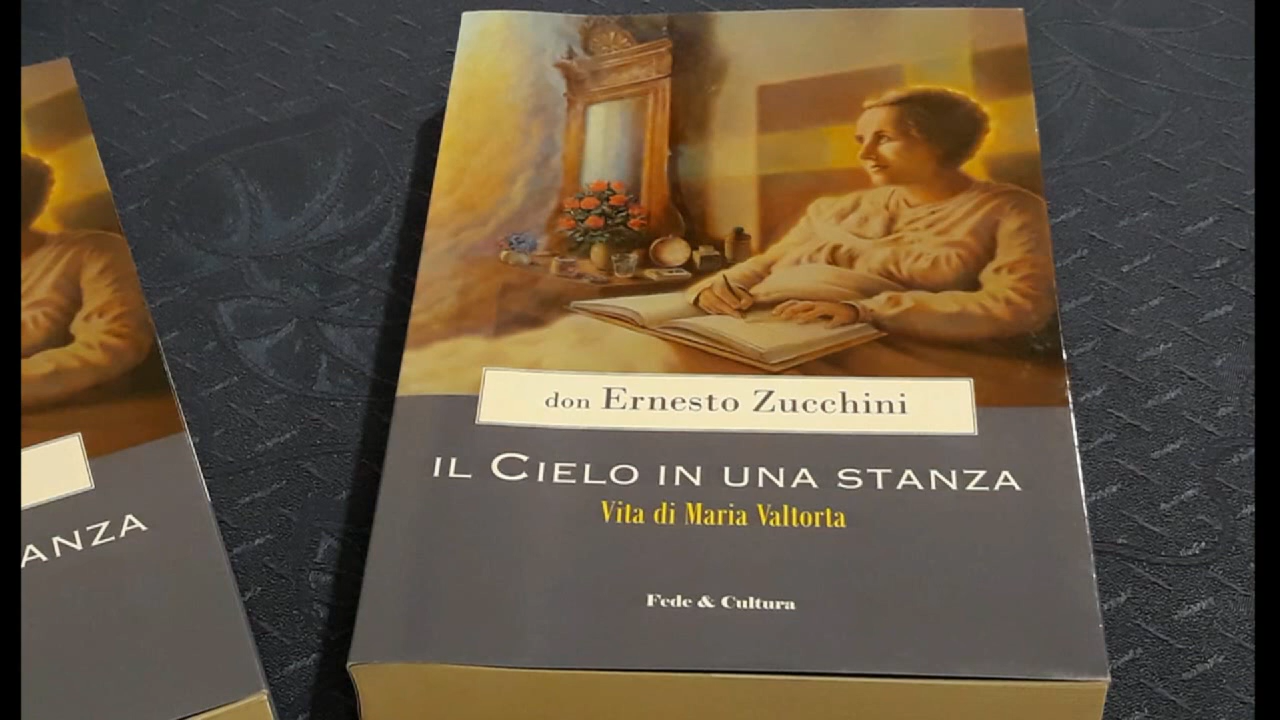 don Ernesto Zucchini
IL CIELO IN UNA STANZA
Vita di Maria Valtorta
Fede & Cultura
ANZA